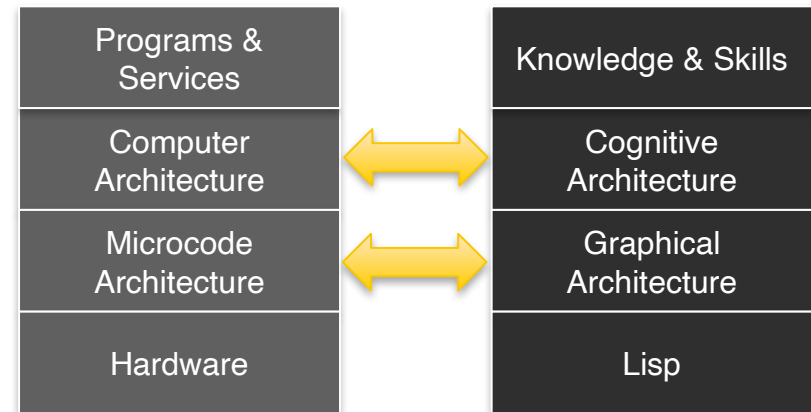 Programs &
Services
Knowledge & Skills
Computer
Architecture
Cognitive
Architecture
Microcode
Architecture
Graphical
Architecture
Hardware
Lisp